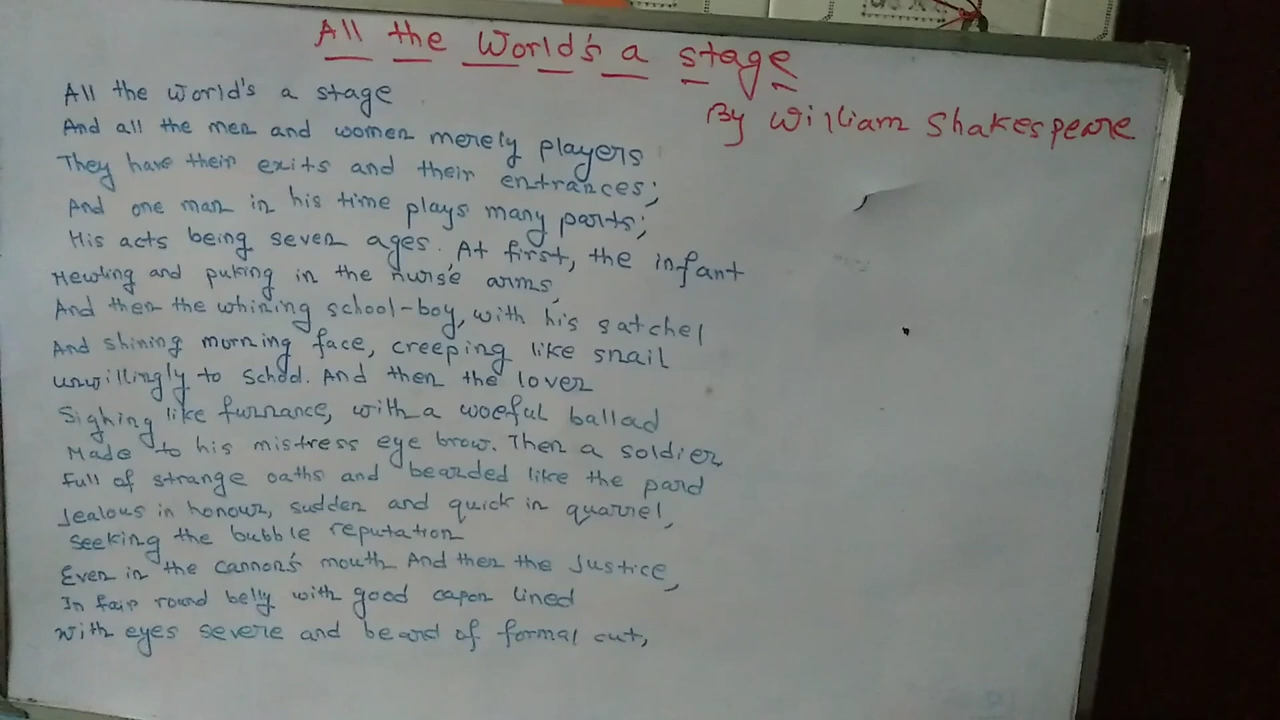 All the World's a stage
By William Shakespeare
All the world's a stage
And all the men and women merely players
They have their exits and their entrances;
And one man in his time plays many parts;
His acts being seven ages. At first, the infant
Mewling and puking in the nurse's arms,
And then the whining school-boy, with his satchel
And shining morning face, creeping like snail
unwillingly to school. And then the lover
Sighing like furnance, with a woeful ballad
Made to his mistress eye brow. Then a soldier,
Full of strange oaths and bearded like the pard
Jealous in honour, sudden and quick in quarrel,
Seeking the bubble reputation
Even in the cannon's mouth And then the Justice,
In fair round belly with good capon lined
With eyes severe and beard of formal cut,